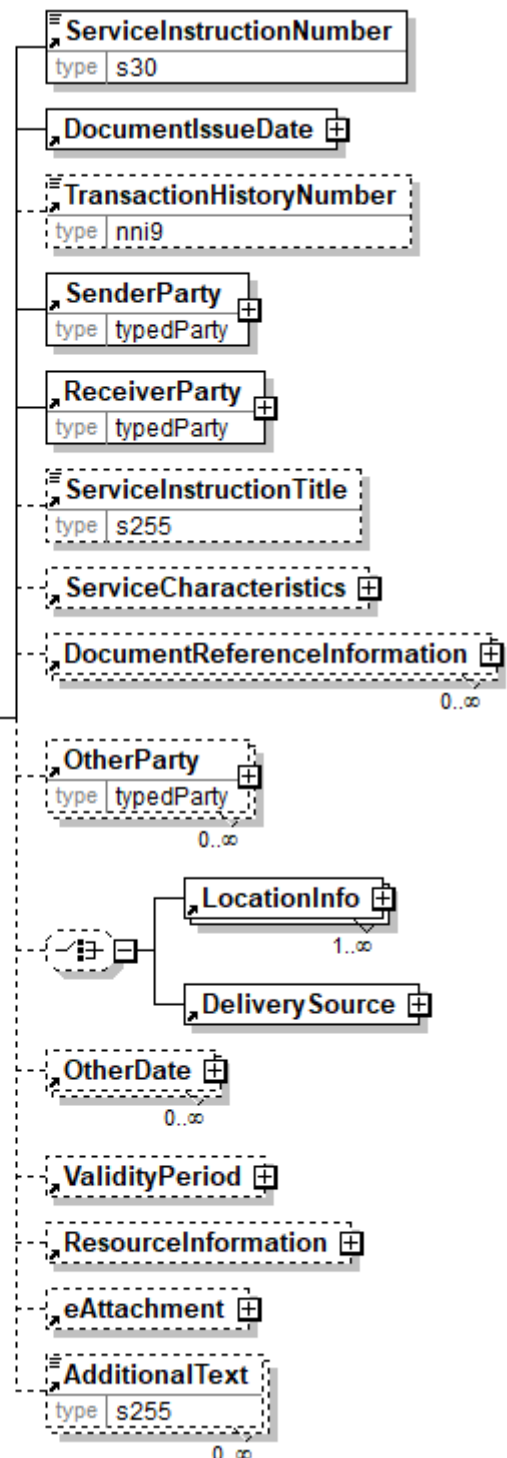 ServiceInstructionNumber
type s30
DocumentIssueDate
TransactionHistoryNumber
type nni9
SenderParty
type typedParty
ReceiverParty
type typedParty
ServiceInstructionTitle
type s255
ServiceCharacteristics
DocumentReferenceInformation
0..∞
OtherParty
type typedParty
0..∞
LocationInfo
1..∞
DeliverySource
OtherDate
0..∞
ValidityPeriod
ResourceInformation
eAttachment
AdditionalText
type s255
0..∞